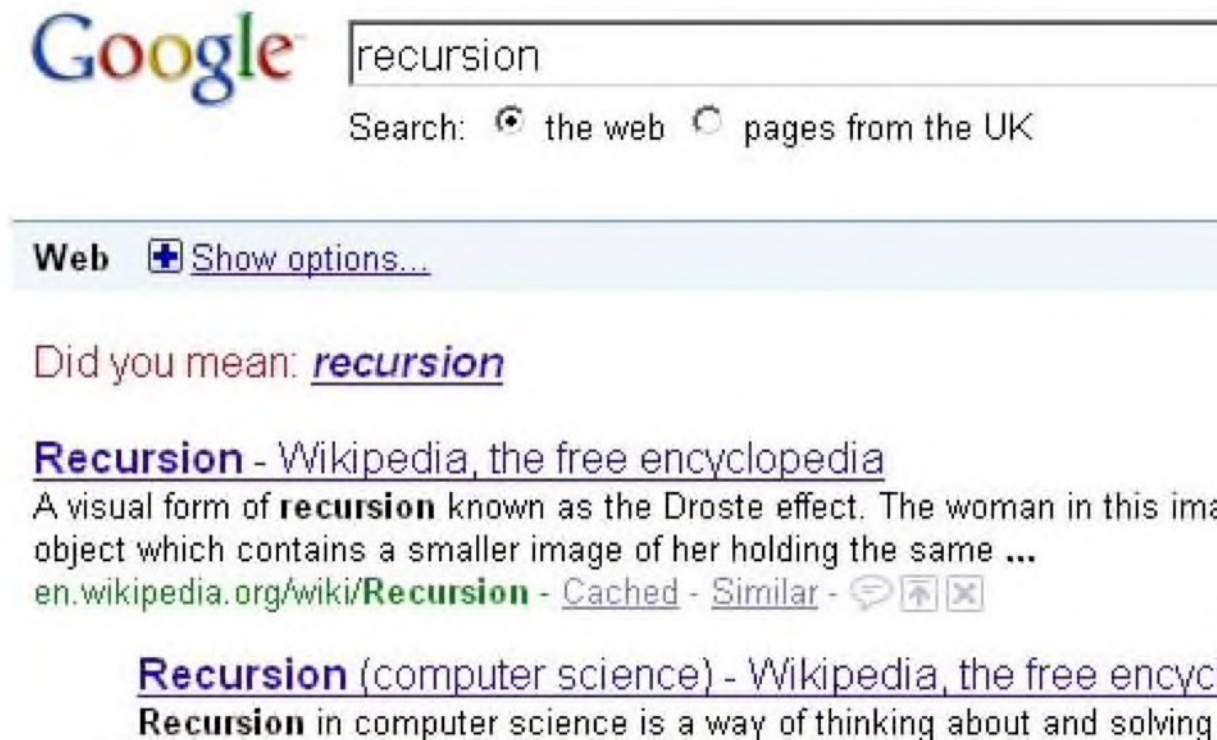 Google recursion
Search: the web pages from the UK
Web Show options...
Did you mean: recursion
Recursion - Wikipedia, the free encyclopedia
A visual form of recursion known as the Droste effect. The woman in this ima
object which contains a smaller image of her holding the same ...
en.wikipedia.org/wiki/Recursion - Cached - Similar -
Recursion (computer science) - Wikipedia, the free encycl
Recursion in computer science is a way of thinking about and solving